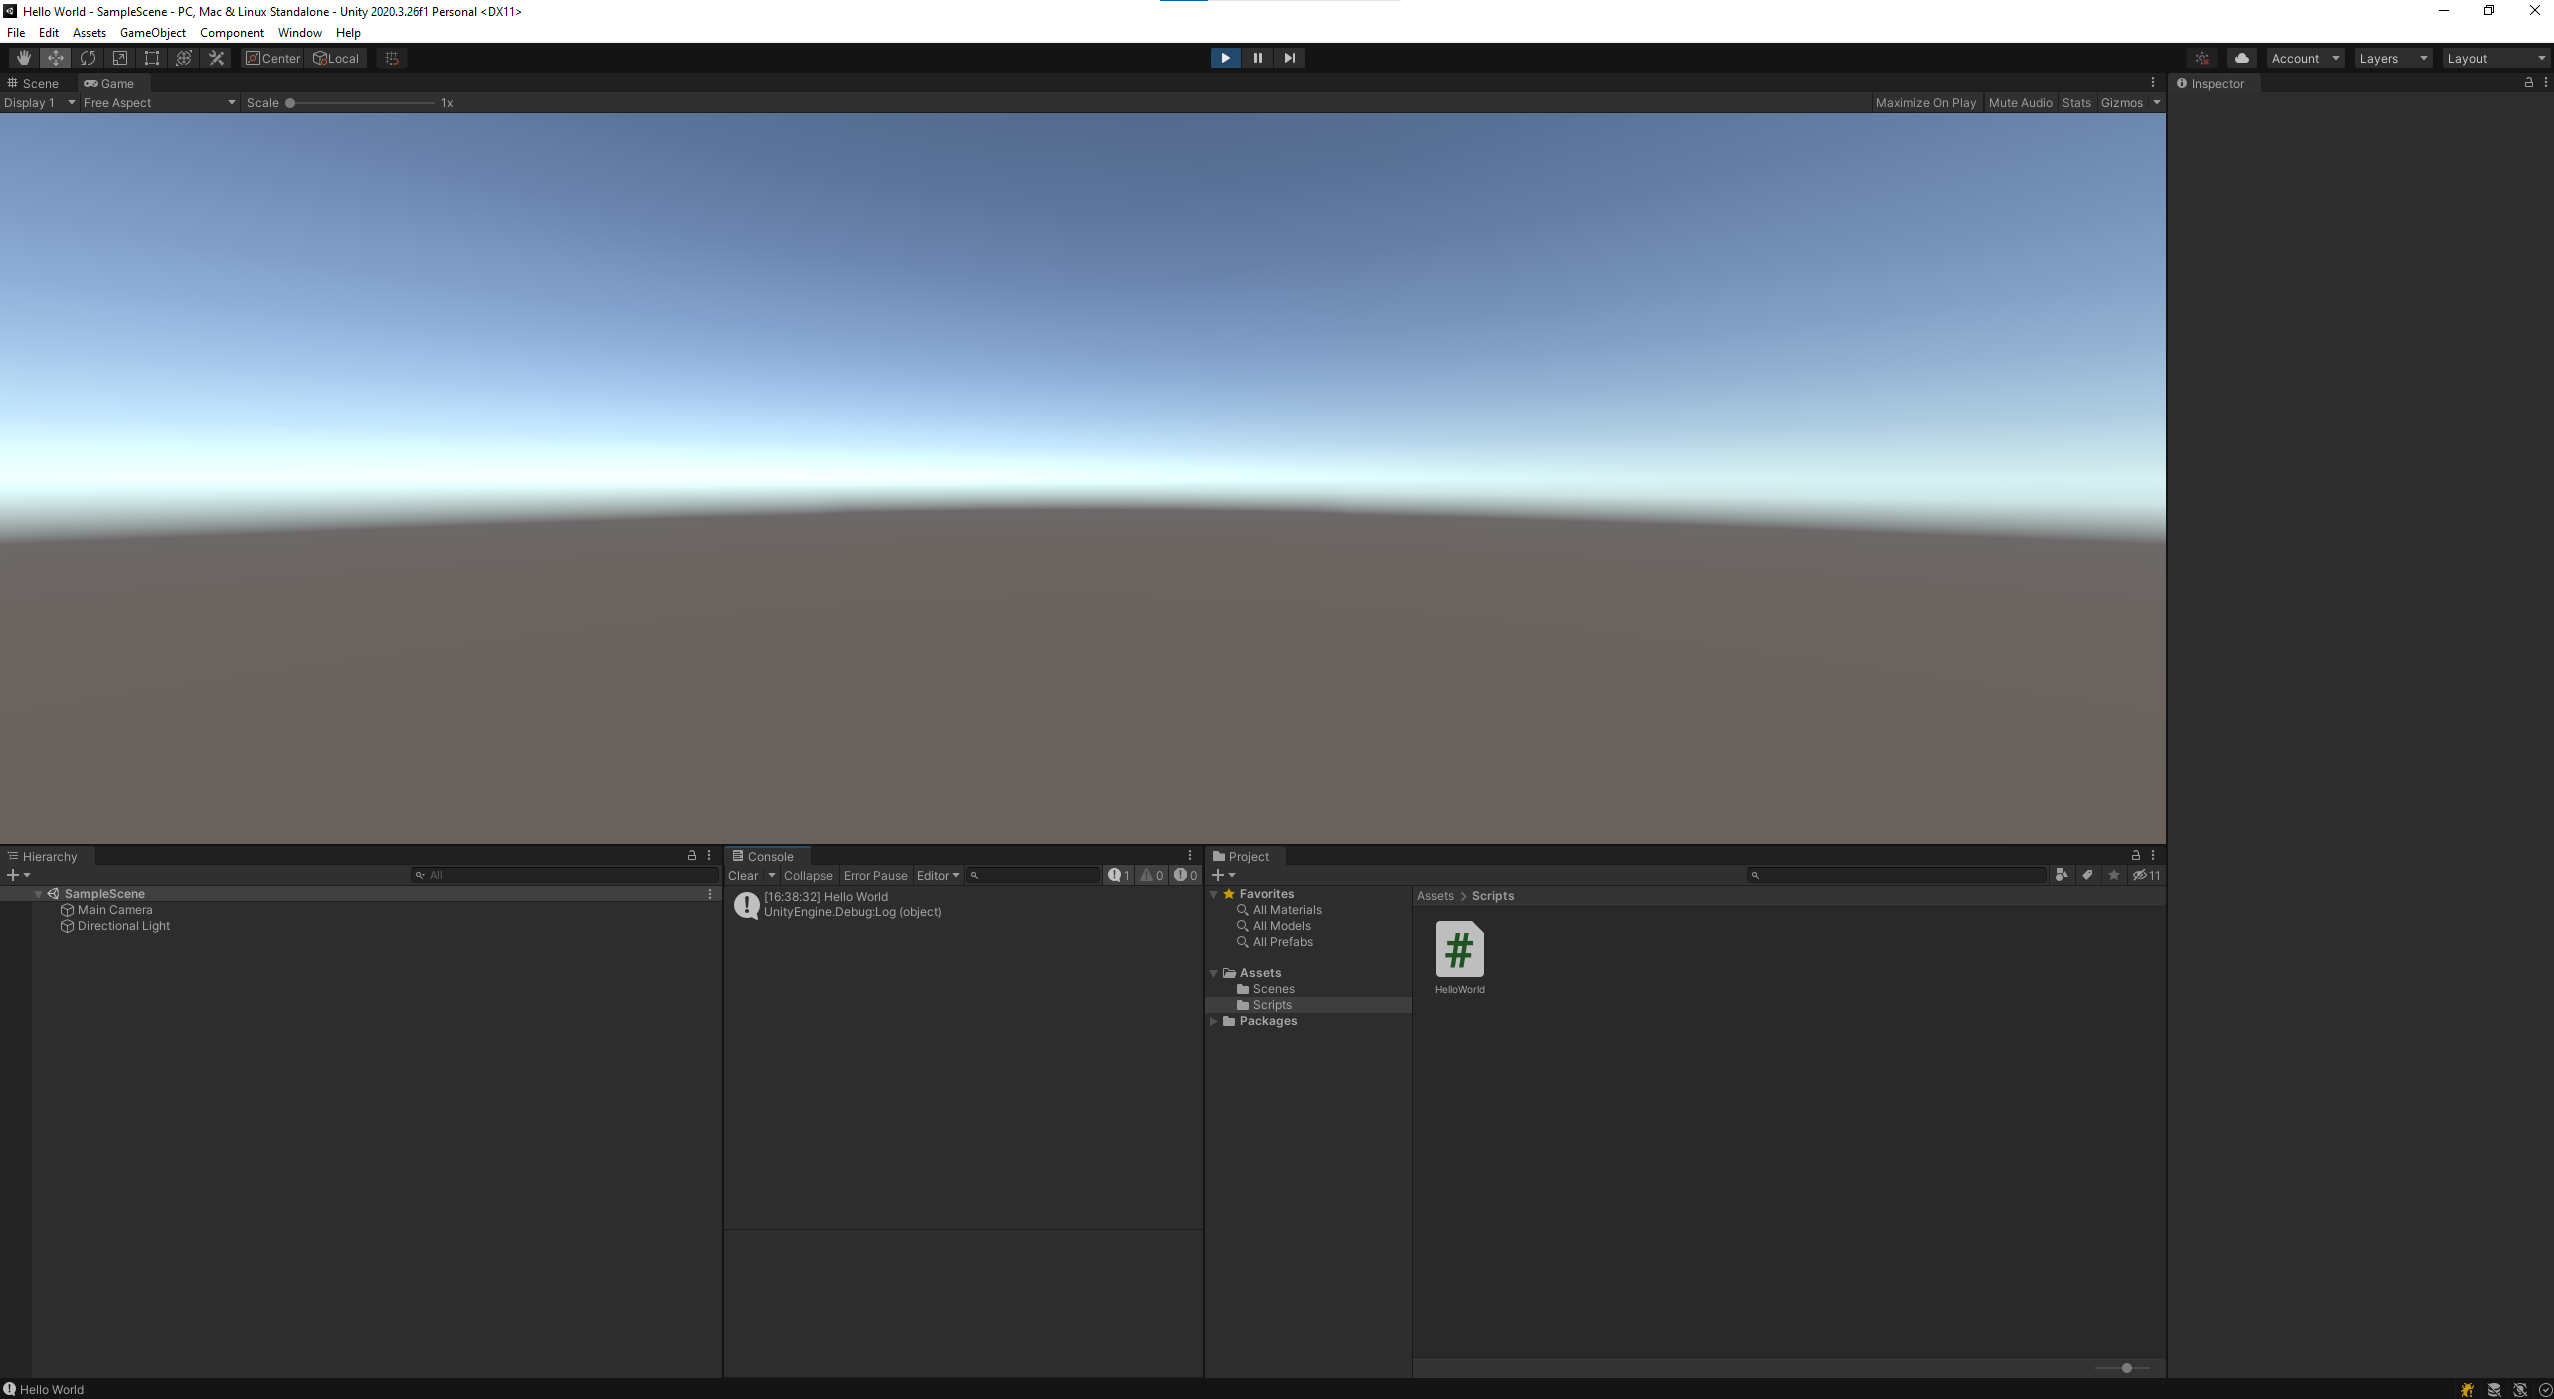 Hello World - SampleScene - PC, Mac & Linux Standalone - Unity 2020.3.26f1 Personal <DX11>
File Edit Assets GameObject Component Window Help
Center Local Account Layers Layout
Scene Game
Inspector
Display 1 Free Aspect Scale 1x Maximize On Play Mute Audio Stats Gizmos
Hierarchy
All
SampleScene
Main Camera
Directional Light
Console
Clear Collapse Error Pause Editor 1 0 0
[16:38:32] Hello World
UnityEngine.Debug:Log (object)
Project
11
Favorites
All Materials
All Models
All Prefabs
Assets
Scenes
Scripts
Packages
Assets > Scripts
#
HelloWorld
Hello World